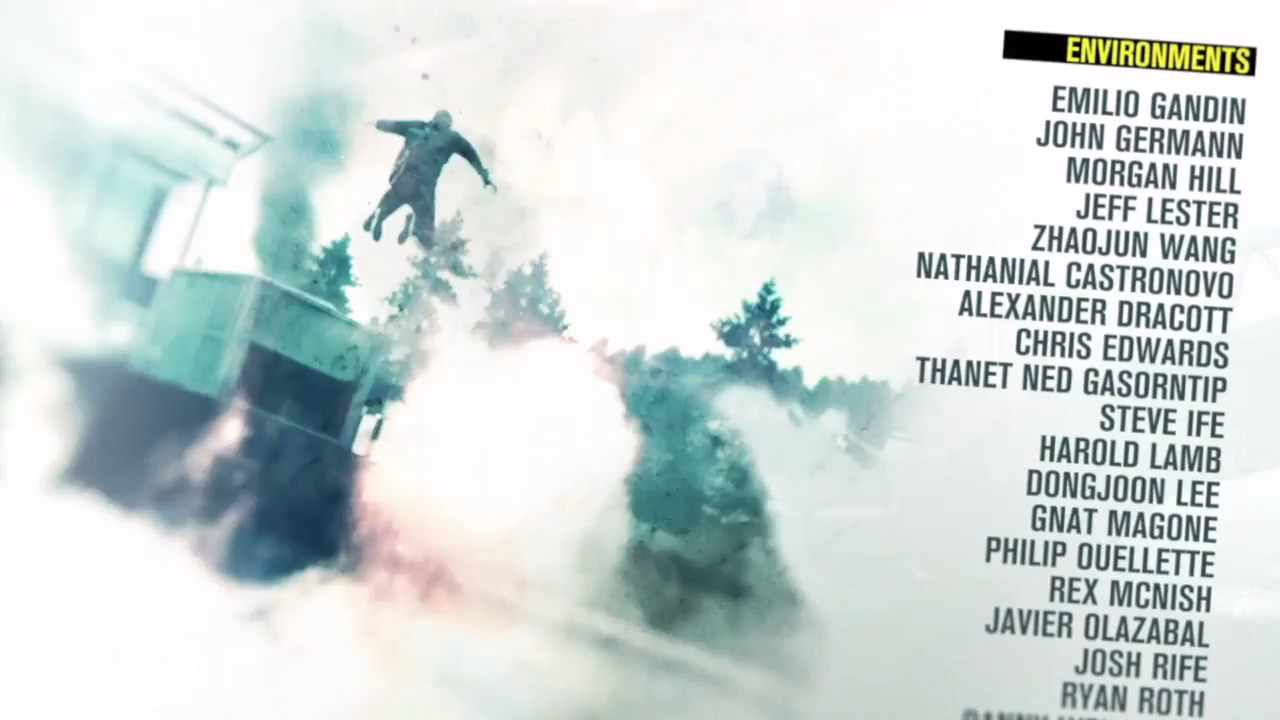 ENVIRONMENTS
EMILIO GANDIN
JOHN GERMANN
MORGAN HILL
JEFF LESTER
ZHAOJUN WANG
NATHANIAL CASTRONOVO
ALEXANDER DRACOTT
CHRIS EDWARDS
THANET NED GASORNTIP
STEVE IFE
HAROLD LAMB
DONGJOON LEE
GNAT MAGONE
PHILIP OUELLETTE
REX MCNISH
JAVIER OLAZABAL
JOSH RIFE
RYAN ROTH